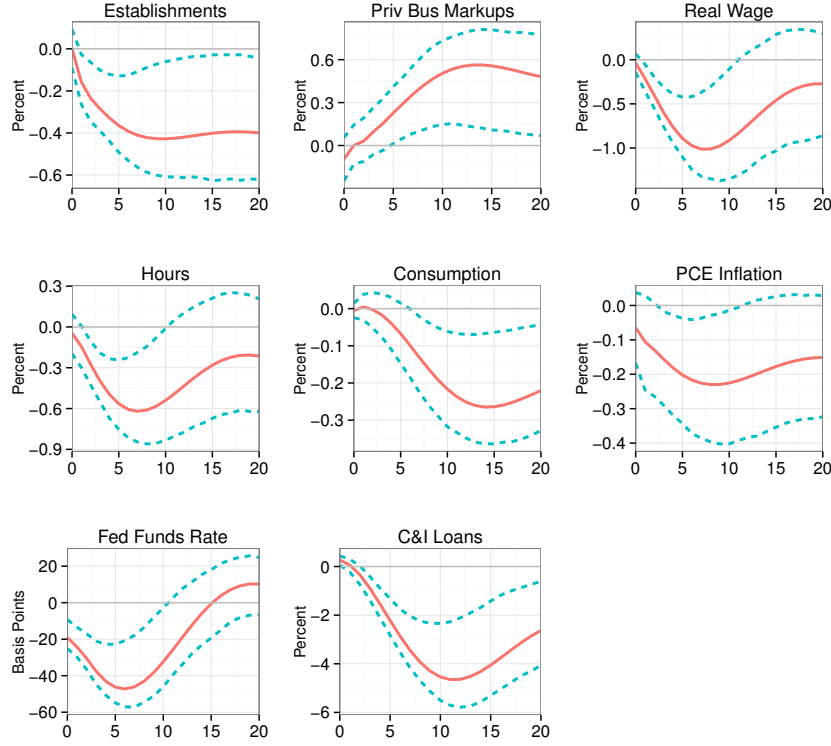 Establishments
Percent
0.0
−0.2
−0.4
−0.6
0 5 10 15 20
Priv Bus Markups
Percent
0.6
0.3
0.0
0 5 10 15 20
Real Wage
Percent
0.0
−0.5
−1.0
0 5 10 15 20
Hours
Percent
0.3
0.0
−0.3
−0.6
−0.9
0 5 10 15 20
Consumption
Percent
0.0
−0.1
−0.2
−0.3
0 5 10 15 20
PCE Inflation
Percent
0.0
−0.1
−0.2
−0.3
−0.4
0 5 10 15 20
Fed Funds Rate
Basis Points
20
0
−20
−40
−60
0 5 10 15 20
C&I Loans
Percent
0
−2
−4
−6
0 5 10 15 20